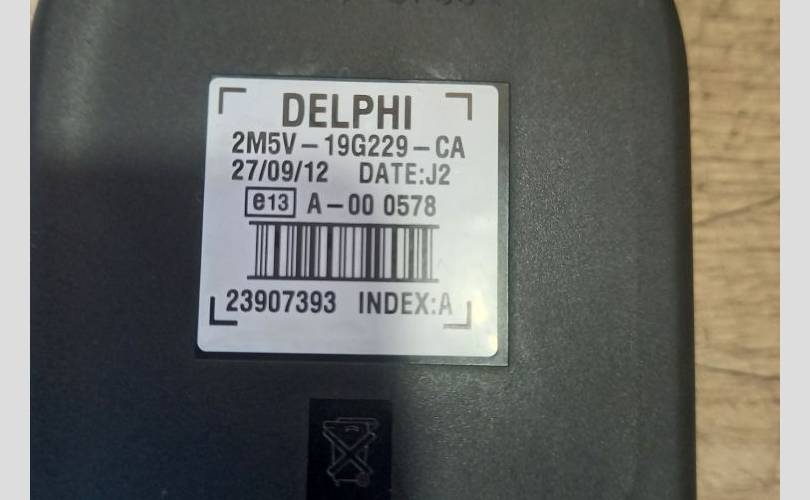 DELPHI
2M5V-19G229-CA
27/09/12 DATE:J2
e13 A-00 0578
23907393 INDEX:A